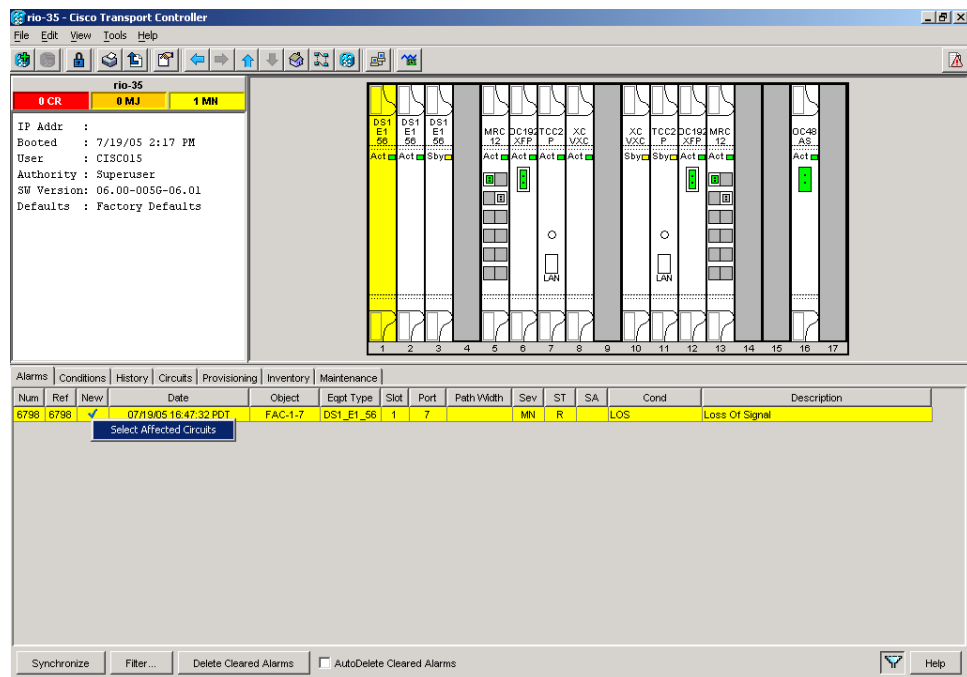 rio-35 - Cisco Transport Controller
File Edit View Tools Help
rio-35
0 CR 0 MJ 1 MN
IP Addr :
Booted : 7/19/05 2:17 PM
User : CISCO15
Authority : Superuser
SW Version: 06.00-005G-06.01
Defaults : Factory Defaults
DS1 E1 56
DS1 E1 56
DS1 E1 56
MRC 12
OC192 XFP
TCC2 P
XC VXC
XC VXC
TCC2 P
OC192 XFP
MRC 12
OC48 AS
Act Act Sby Act Act Act Act Sby Sby Act Act Act
LAN LAN
1 2 3 4 5 6 7 8 9 10 11 12 13 14 15 16 17
Alarms Conditions History Circuits Provisioning Inventory Maintenance
Num Ref New Date Object Eqpt Type Slot Port Path Width Sev ST SA Cond Description
6798 6798 07/19/05 16:47:32 PDT FAC-1-7 DS1_E1_56 1 7 MN R LOS Loss Of Signal
Select Affected Circuits
Synchronize Filter... Delete Cleared Alarms AutoDelete Cleared Alarms Help